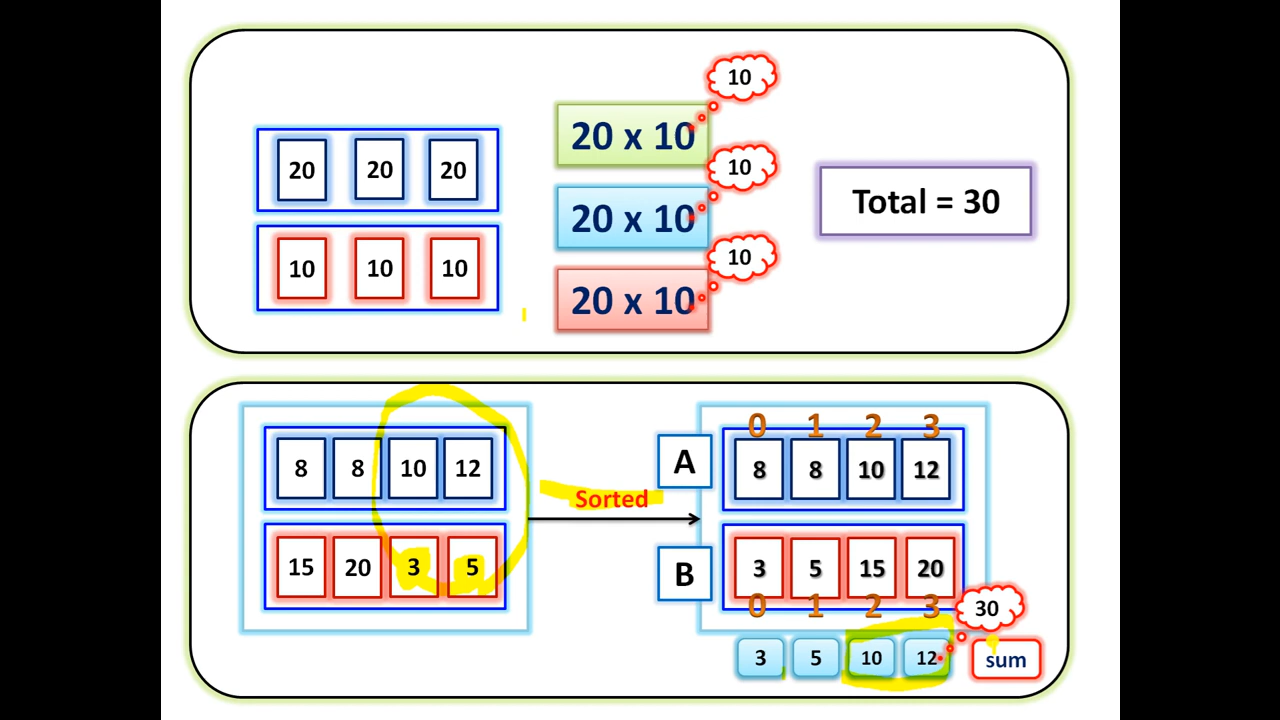 10
20 20 20
20 x 10
10
20 x 10
Total = 30
10 10 10
10
20 x 10
0 1 2 3
8 8 10 12
A
8 8 10 12
Sorted
15 20 3 5
B
3 5 15 20
0 1 2 3
30
3 5 10 12
sum